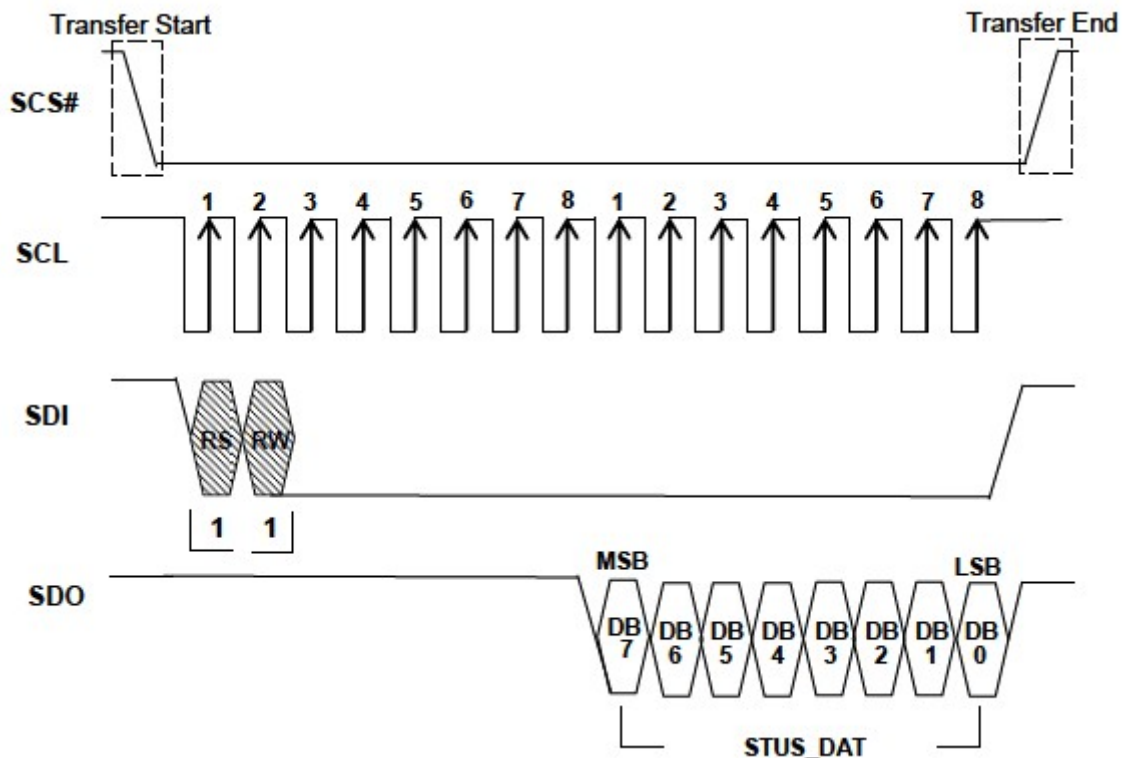 Transfer Start
Transfer End
SCS#
1 2 3 4 5 6 7 8 1 2 3 4 5 6 7 8
SCL
SDI
RS RW
1 1
MSB
LSB
SDO
DB DB DB DB DB DB DB DB
7 6 5 4 3 2 1 0
STUS_DAT